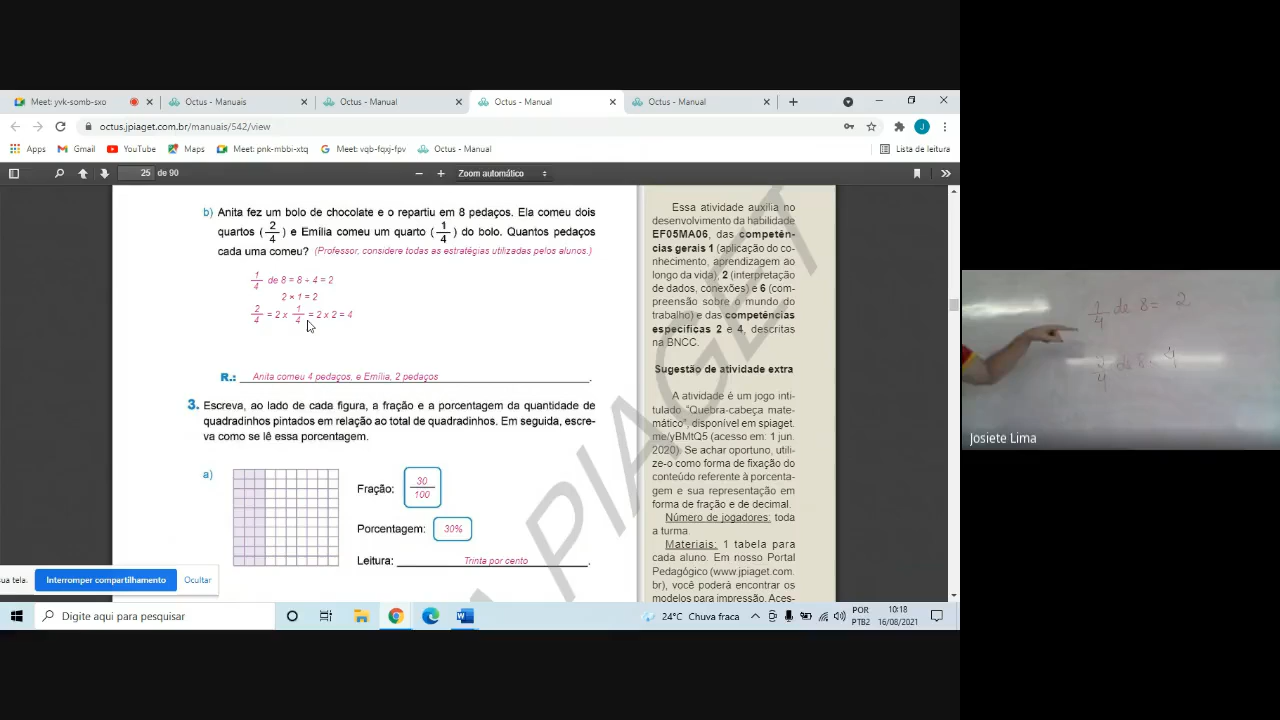 Meet: yvk-somb-sxo
Octus - Manuais
Octus - Manual
Octus - Manual
Octus - Manual
octus.jpiaget.com.br/manuais/542/view
Apps
Gmail
YouTube
Maps
Meet: pnk-mbbi-xtq
Meet: vqb-fqxj-fpv
Octus - Manual
Lista de leitura
25 de 90
Zoom automático
b) Anita fez um bolo de chocolate e o repartiu em 8 pedaços. Ela comeu dois
quartos (2/4) e Emília comeu um quarto (1/4) do bolo. Quantos pedaços
cada uma comeu? (Professor, considere todas as estratégias utilizadas pelos alunos.)
1/4 de 8 = 8 ÷ 4 = 2
2 × 1 = 2
2/4 = 2 x 1/4 = 2 x 2 = 4
R.: Anita comeu 4 pedaços, e Emília, 2 pedaços.
3. Escreva, ao lado de cada figura, a fração e a porcentagem da quantidade de
quadradinhos pintados em relação ao total de quadradinhos. Em seguida, escre-
va como se lê essa porcentagem.
a)
Fração: 30/100
Porcentagem: 30%
Leitura: Trinta por cento.
Essa atividade auxilia no
desenvolvimento da habilidade
EF05MA06, das competên-
cias gerais 1 (aplicação do co-
nhecimento, aprendizagem ao
longo da vida), 2 (interpretação
de dados, conexões) e 6 (com-
preensão sobre o mundo do
trabalho) e das competências
específicas 2 e 4, descritas
na BNCC.
Sugestão de atividade extra
A atividade é um jogo inti-
tulado “Quebra-cabeça mate-
mático”, disponível em spiaget.
me/yBMtQ5 (acesso em: 1 jun.
2020). Se achar oportuno, utili-
ze-o como forma de fixação do
conteúdo referente à porcenta-
gem e sua representação em
forma de fração e de decimal.
Número de jogadores: toda
a turma.
Materiais: 1 tabela para
cada aluno. Em nosso Portal
Pedagógico (www.jpiaget.com.
br), você poderá encontrar os
modelos para impressão. Aces-
PIAGET
1/4 de 8 = 2
2/4 de 8 = 4
Josiete Lima
sua tela.
Interromper compartilhamento
Ocultar
Digite aqui para pesquisar
24°C Chuva fraca
POR
PTB2
10:18
16/08/2021